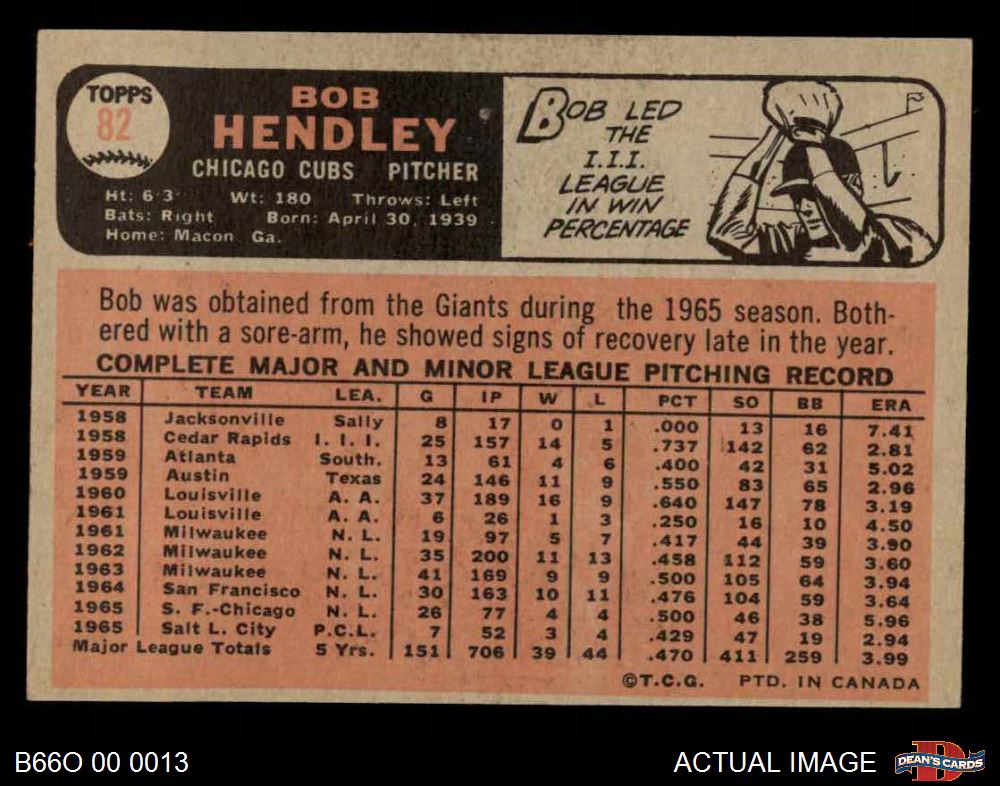 TOPPS
82
BOB
HENDLEY
CHICAGO CUBS PITCHER
Ht: 6 3 Wt: 180 Throws: Left
Bats: Right Born: April 30, 1939
Home: Macon Ga.
BOB LED
THE
I.I.I.
LEAGUE
IN WIN
PERCENTAGE
Bob was obtained from the Giants during the 1965 season. Both-
ered with a sore-arm, he showed signs of recovery late in the year.
COMPLETE MAJOR AND MINOR LEAGUE PITCHING RECORD
YEAR TEAM LEA. G IP W L PCT SO BB ERA
1958 Jacksonville Sally 8 17 0 1 .000 13 16 7.41
1958 Cedar Rapids I. I. I. 25 157 14 5 .737 142 62 2.81
1959 Atlanta South. 13 61 4 6 .400 42 31 5.02
1959 Austin Texas 24 146 11 9 .550 83 65 2.96
1960 Louisville A. A. 37 189 16 9 .640 147 78 3.19
1961 Louisville A. A. 6 26 1 3 .250 16 10 4.50
1961 Milwaukee N. L. 19 97 5 7 .417 44 39 3.90
1962 Milwaukee N. L. 35 200 11 13 .458 112 59 3.60
1963 Milwaukee N. L. 41 169 9 9 .500 105 64 3.94
1964 San Francisco N. L. 30 163 10 11 .476 104 59 3.64
1965 S. F.-Chicago N. L. 26 77 4 4 .500 46 38 5.96
1965 Salt L. City P.C.L. 7 52 3 4 .429 47 19 2.94
Major League Totals 5 Yrs. 151 706 39 44 .470 411 259 3.99
©T.C.G. PTD. IN CANADA
B66O 00 0013 ACTUAL IMAGE
D
DEAN'S CARDS